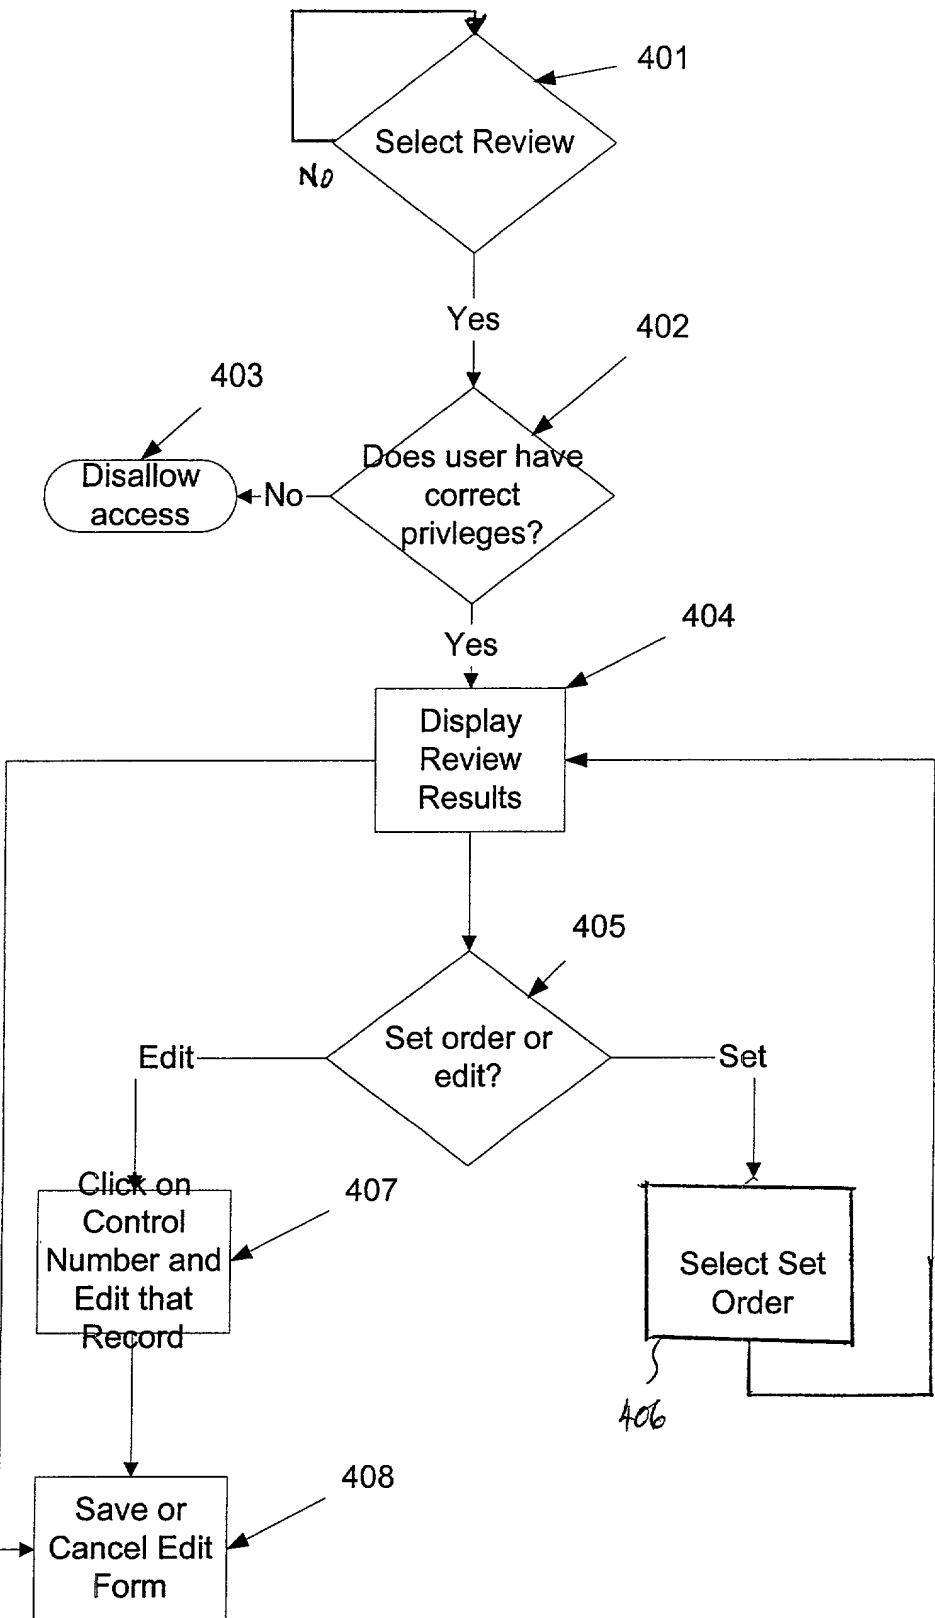 401
Select Review
No
Yes
402
403
Does user have
correct
privleges?
Disallow
access
No
404
Yes
Display
Review
Results
405
Set order or
edit?
Edit
Set
Click on
Control
Number and
Edit that
Record
407
Select Set
Order
406
408
Save or
Cancel Edit
Form